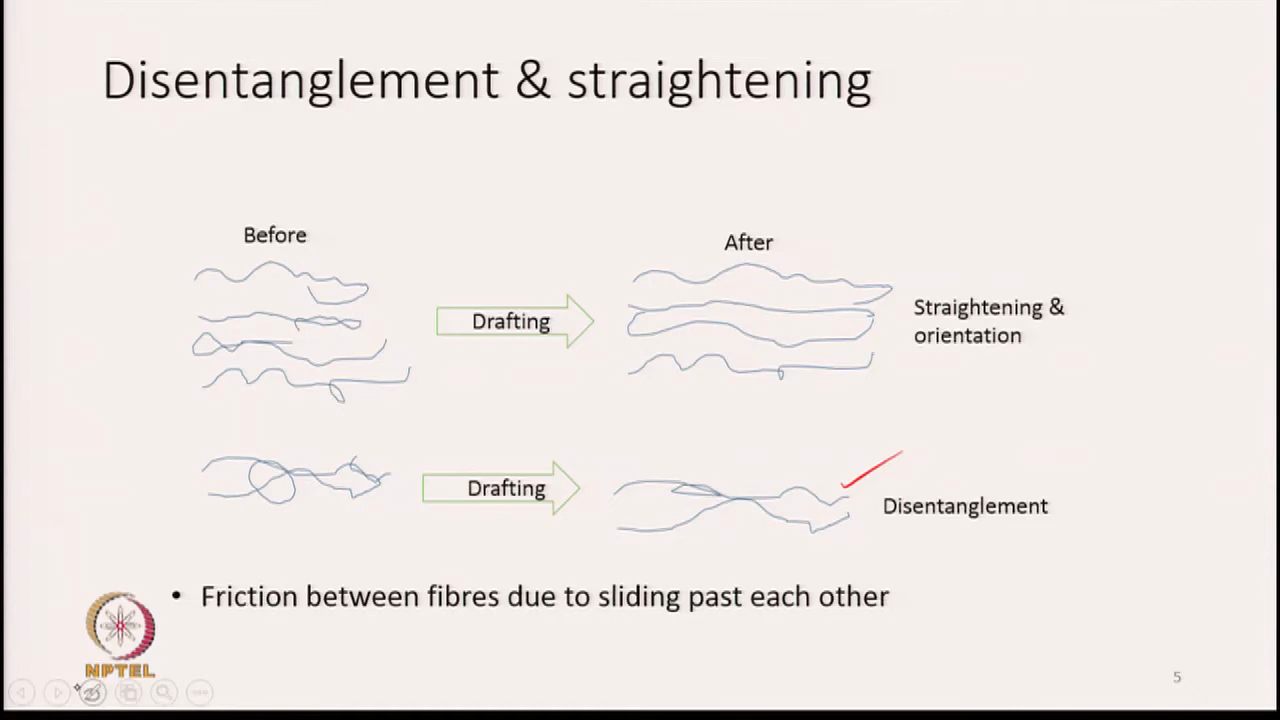 Disentanglement & straightening
Before
After
Drafting
Straightening &
orientation
Drafting
Disentanglement
• Friction between fibres due to sliding past each other
NPTEL
5